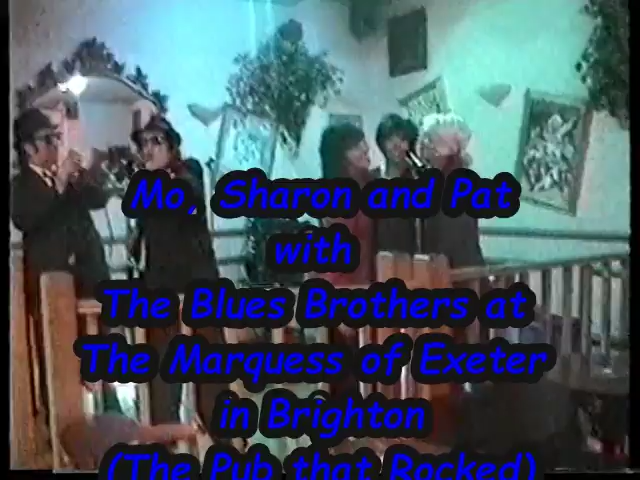 Mo, Sharon and Pat
with
The Blues Brothers at
The Marquess of Exeter
in Brighton
(The Pub that Rocked)